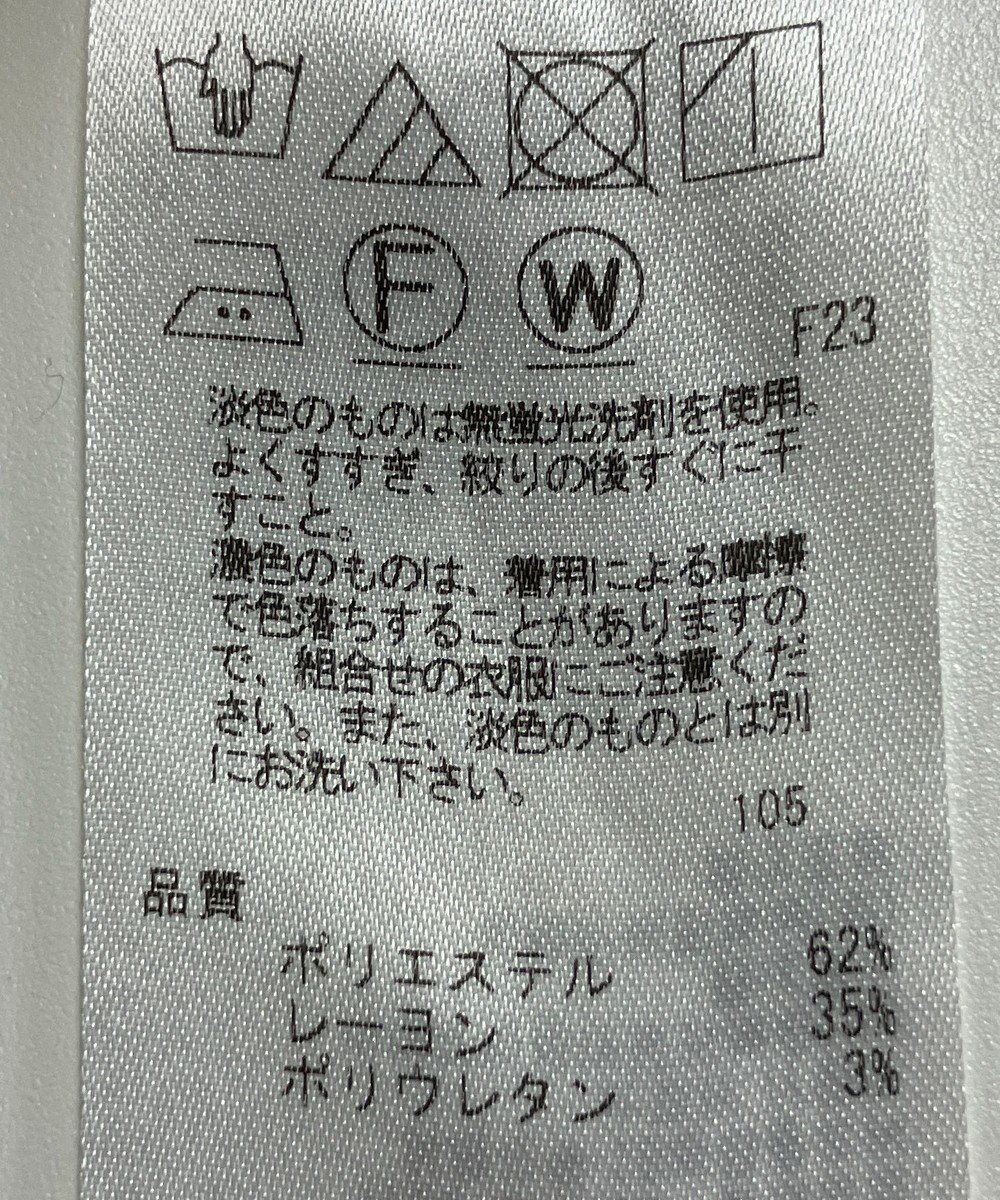 F W F23
淡色のものは無蛍光洗剤を使用。
よくすすぎ、絞りの後すぐに干
すこと。
濃色のものは、着用による摩擦
で色落ちすることがありますの
で、組合せの衣服にご注意くだ
さい。また、淡色のものとは別
にお洗い下さい。
105
品質
ポリエステル 62%
レーヨン 35%
ポリウレタン 3%